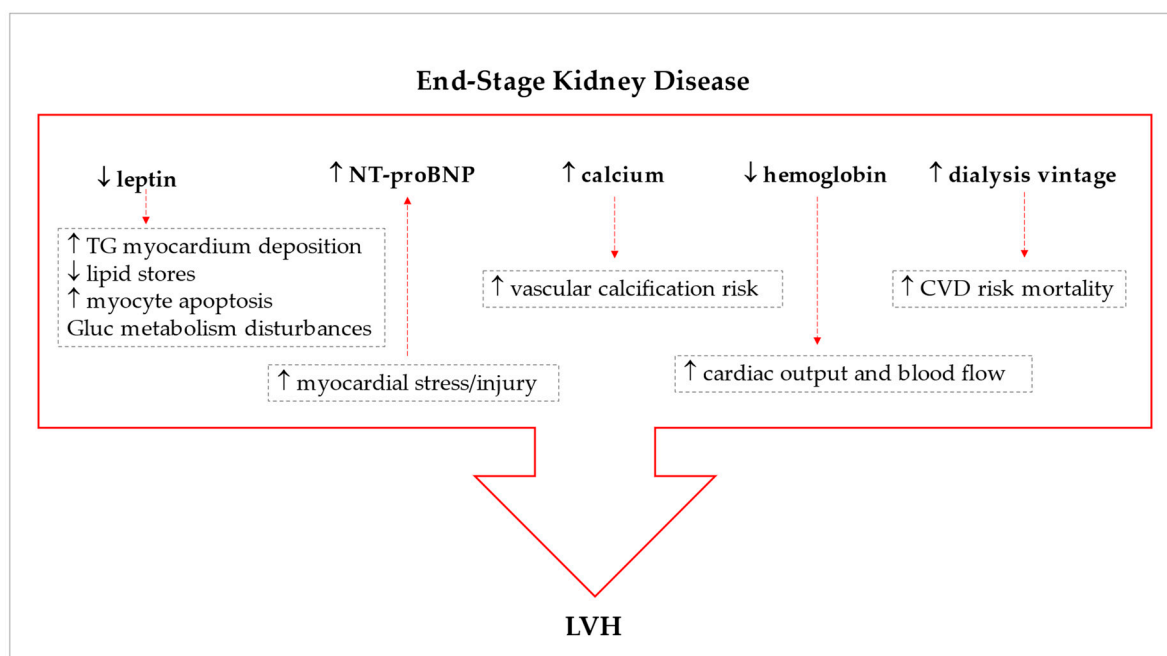 End-Stage Kidney Disease
↓ leptin
↑ NT-proBNP
↑ calcium
↓ hemoglobin
↑ dialysis vintage
↑ TG myocardium deposition
↓ lipid stores
↑ myocyte apoptosis
Gluc metabolism disturbances
↑ vascular calcification risk
↑ CVD risk mortality
↑ myocardial stress/injury
↑ cardiac output and blood flow
LVH